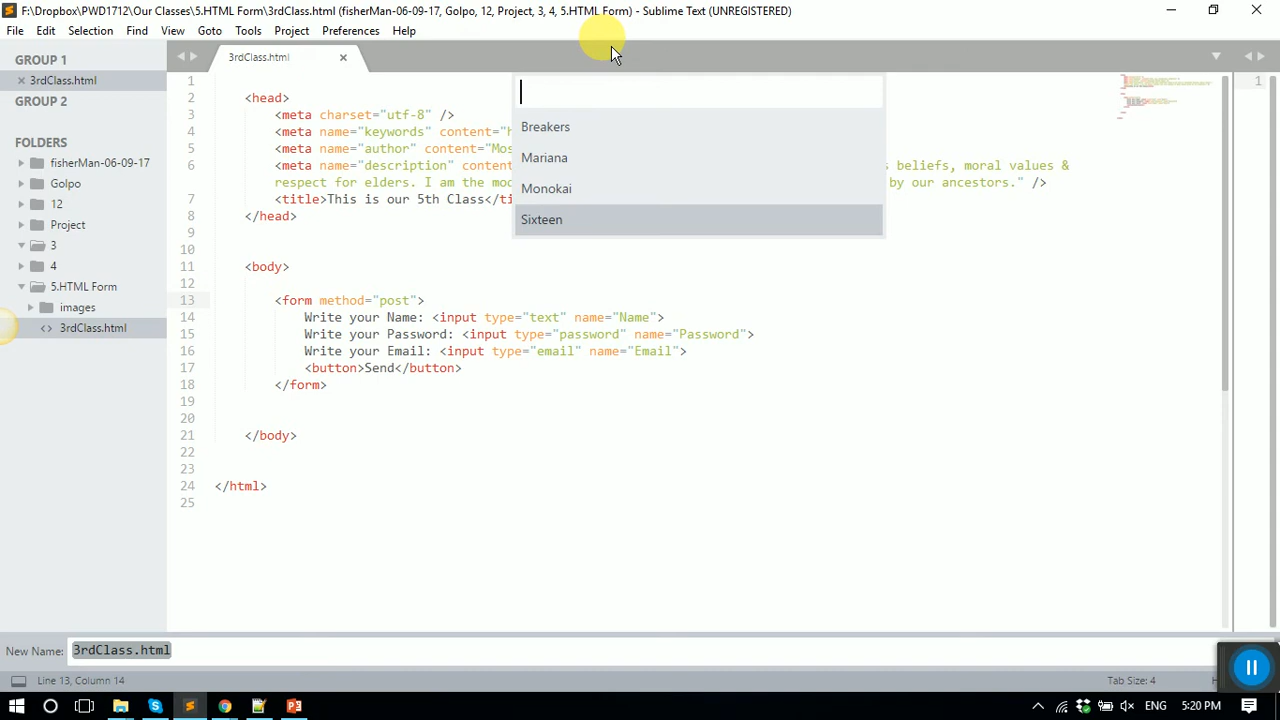 F:\Dropbox\PWD1712\Our Classes\5.HTML Form\3rdClass.html (fisherMan-06-09-17, Golpo, 12, Project, 3, 4, 5.HTML Form) - Sublime Text (UNREGISTERED)
File Edit Selection Find View Goto Tools Project Preferences Help
GROUP 1
3rdClass.html
GROUP 2
FOLDERS
fisherMan-06-09-17
Golpo
12
Project
3
4
5.HTML Form
images
3rdClass.html
3rdClass.html
1
2 <head>
3 <meta charset="utf-8" />
4 <meta name="keywords" content="h
5 <meta name="author" content="Mos
6 <meta name="description" content beliefs, moral values &
respect for elders. I am the mod by our ancestors." />
7 <title>This is our 5th Class</ti
8 </head>
9
10
11 <body>
12
13 <form method="post">
14 Write your Name: <input type="text" name="Name">
15 Write your Password: <input type="password" name="Password">
16 Write your Email: <input type="email" name="Email">
17 <button>Send</button>
18 </form>
19
20
21 </body>
22
23
24 </html>
25
Breakers
Mariana
Monokai
Sixteen
1
New Name: 3rdClass.html
Line 13, Column 14
Tab Size: 4
ENG 5:20 PM